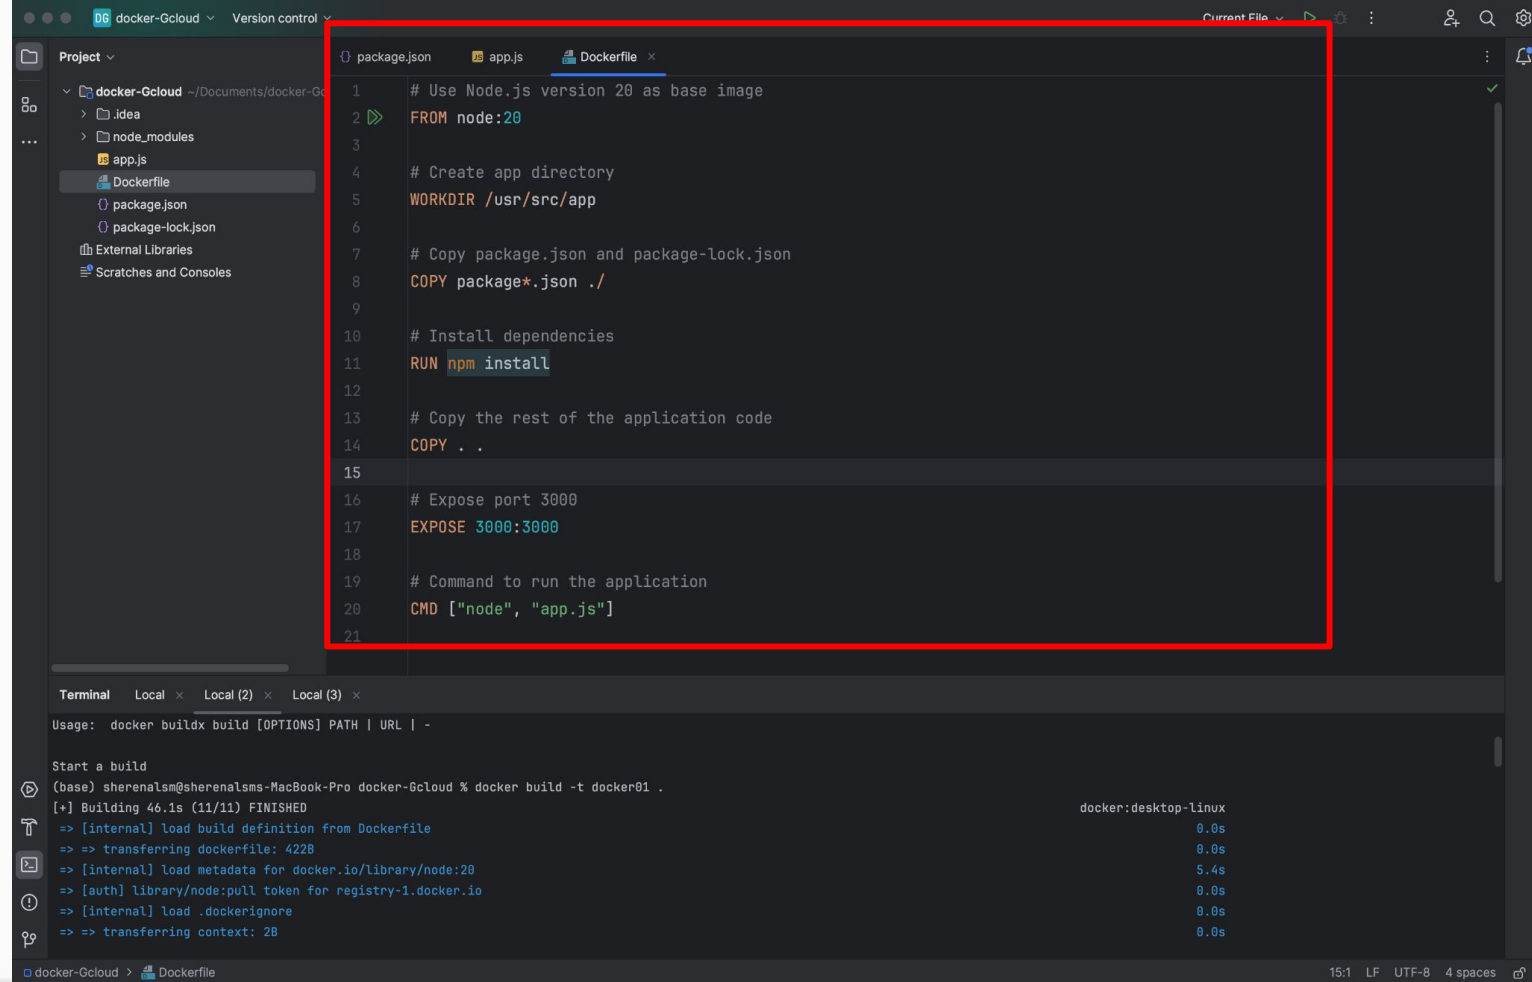 DG docker-Gcloud Version control Current File
Project
package.json app.js Dockerfile
docker-Gcloud ~/Documents/docker-Gc
.idea
node_modules
app.js
Dockerfile
package.json
package-lock.json
External Libraries
Scratches and Consoles
1 # Use Node.js version 20 as base image
2 FROM node:20
3
4 # Create app directory
5 WORKDIR /usr/src/app
6
7 # Copy package.json and package-lock.json
8 COPY package*.json ./
9
10 # Install dependencies
11 RUN npm install
12
13 # Copy the rest of the application code
14 COPY . .
15
16 # Expose port 3000
17 EXPOSE 3000:3000
18
19 # Command to run the application
20 CMD ["node", "app.js"]
21
Terminal Local Local (2) Local (3)
Usage: docker buildx build [OPTIONS] PATH | URL | -
Start a build
(base) sherenalsm@sherenalsms-MacBook-Pro docker-Gcloud % docker build -t docker01 .
[+] Building 46.1s (11/11) FINISHED docker:desktop-linux
=> [internal] load build definition from Dockerfile 0.0s
=> => transferring dockerfile: 422B 0.0s
=> [internal] load metadata for docker.io/library/node:20 5.4s
=> [auth] library/node:pull token for registry-1.docker.io 0.0s
=> [internal] load .dockerignore 0.0s
=> => transferring context: 2B 0.0s
docker-Gcloud > Dockerfile 15:1 LF UTF-8 4 spaces